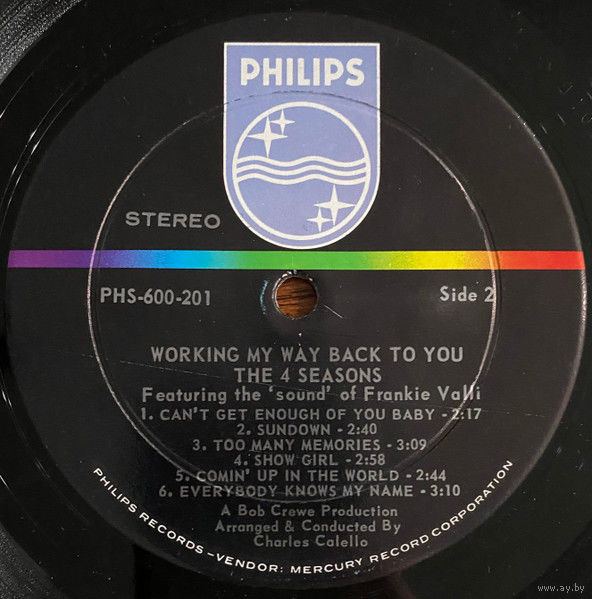 PHILIPS
STEREO
PHS-600-201
Side 2
WORKING MY WAY BACK TO YOU
THE 4 SEASONS
Featuring the ‘sound’ of Frankie Valli
1. CAN'T GET ENOUGH OF YOU BABY - 2:17
2. SUNDOWN - 2:40
3. TOO MANY MEMORIES - 3:09
4. SHOW GIRL - 2:58
5. COMIN' UP IN THE WORLD - 2:44
6. EVERYBODY KNOWS MY NAME - 3:10
A Bob Crewe Production
Arranged & Conducted By
Charles Calello
PHILIPS RECORDS – VENDOR: MERCURY RECORD CORPORATION
www.ay.by